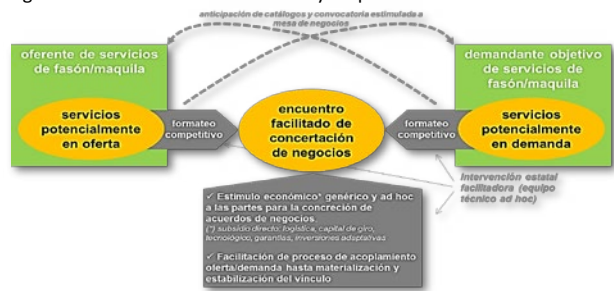 anticipación de catálogos y convocatoria estimulada a
mesa de negocios
oferente de servicios
de fasón/maquila
demandante objetivo
de servicios de
fasón/maquila
servicios
potencialmente
en oferta
formateo
competitivo
encuentro
facilitado de
concertación
de negocios
formateo
competitivo
servicios
potencialmente
en demanda
Intervención estatal
facilitadora (equipo
técnico ad hoc)
✓ Estímulo económico* genérico y ad hoc
a las partes para la concreción de
acuerdos de negocios.
(*) subsidio directo: logística, capital de giro,
tecnológico, garantías, inversiones adaptativas
✓ Facilitación de proceso de acoplamiento
oferta/demanda hasta materialización y
estabilización del vínculo